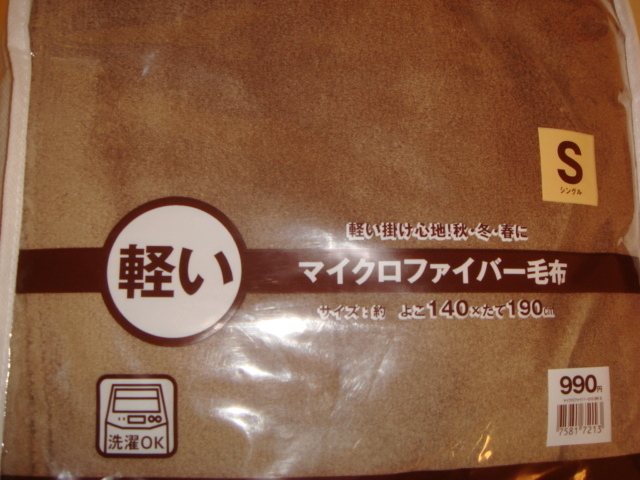 S
シングル
軽い掛け心地!秋・冬・春に
軽い
マイクロファイバー毛布
サイズ:約 よこ140×たて190cm
990円
洗濯OK
7581 7213